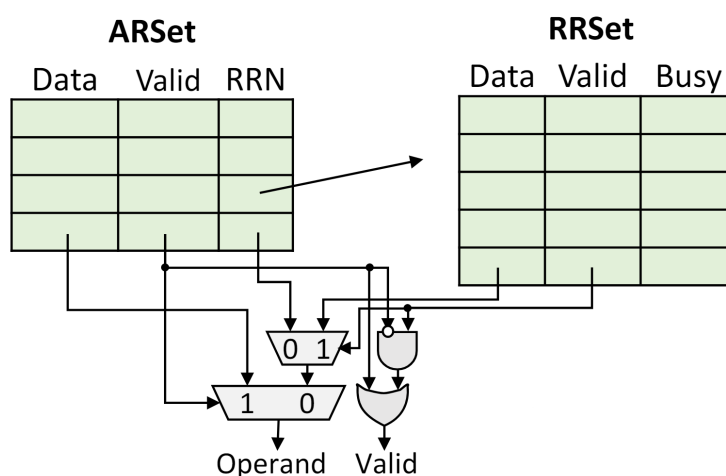 ARSet
RRSet
Data Valid RRN
Data Valid Busy
0 1
1 0
Operand Valid